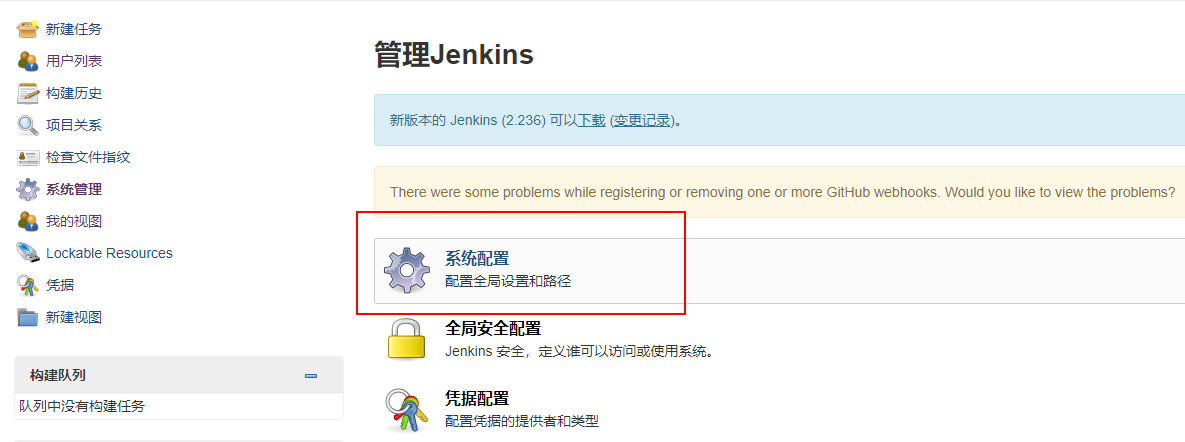 新建任务
用户列表
构建历史
项目关系
检查文件指纹
系统管理
我的视图
Lockable Resources
凭据
新建视图
构建队列
队列中没有构建任务
管理Jenkins
新版本的 Jenkins (2.236) 可以下载 (变更记录)。
There were some problems while registering or removing one or more GitHub webhooks. Would you like to view the problems?
系统配置
配置全局设置和路径
全局安全配置
Jenkins 安全，定义谁可以访问或使用系统。
凭据配置
配置凭据的提供者和类型